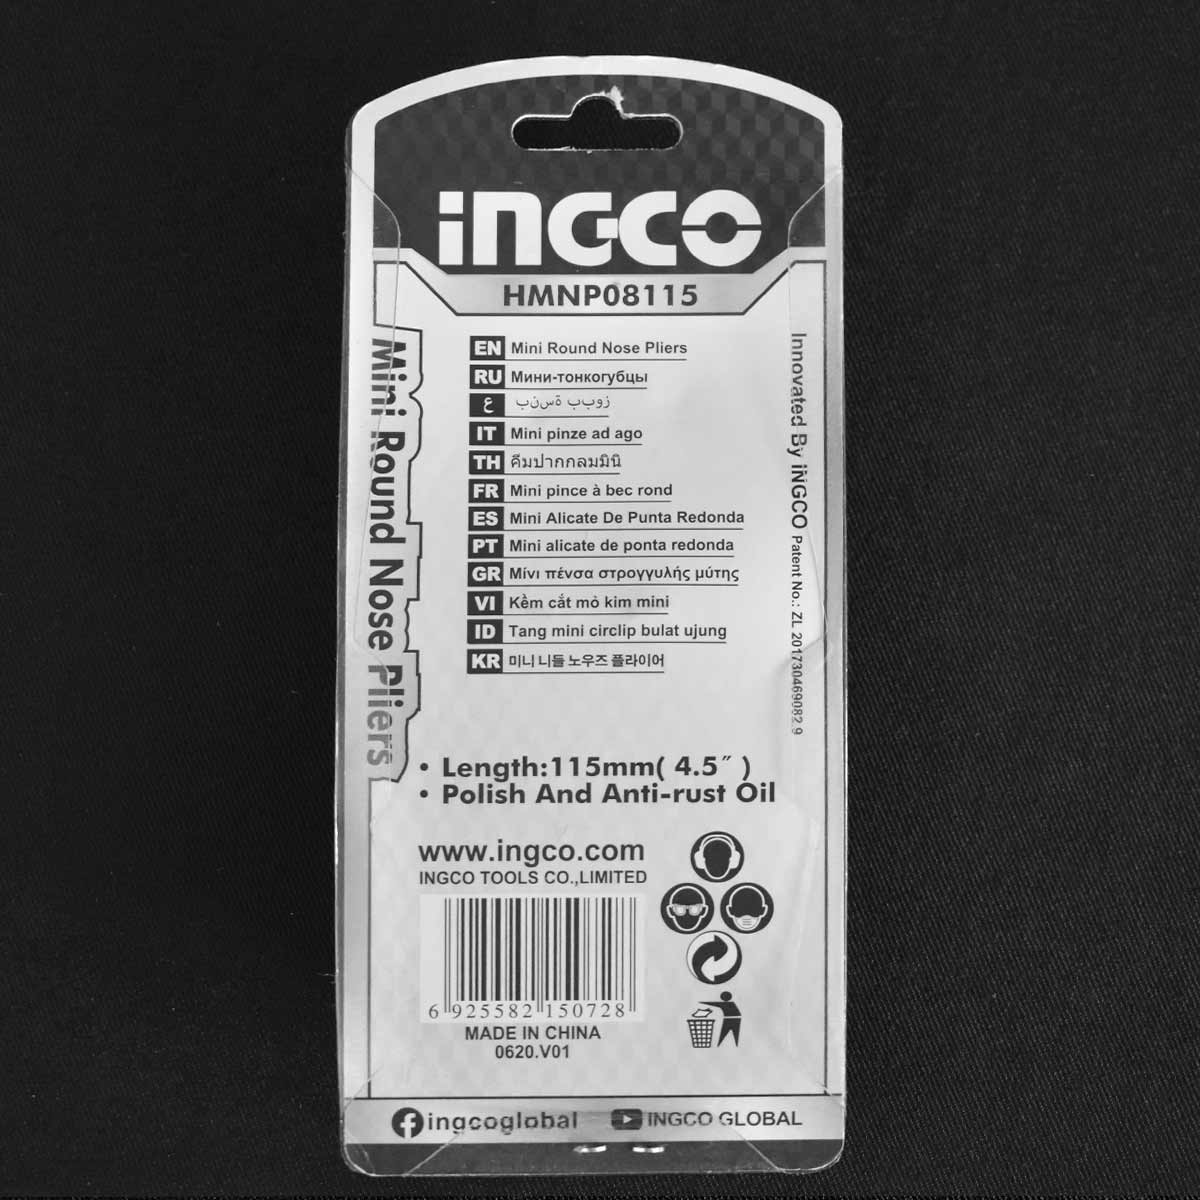 iNGCO
HMNP08115
Mini Round Nose Pliers
EN Mini Round Nose Pliers
RU Мини-тонкогубцы
ع بنسة ببوز
IT Mini pinze ad ago
TH คีมปากกลมมินิ
FR Mini pince à bec rond
ES Mini Alicate De Punta Redonda
PT Mini alicate de ponta redonda
GR Μίνι πένσα στρογγυλής μύτης
VI Kềm cắt mỏ kim mini
ID Tang mini circlip bulat ujung
KR 미니 니들 노우즈 플라이어
Innovated By iNGCO Patent No.: ZL 201730469082.9
• Length:115mm( 4.5˝ )
• Polish And Anti-rust Oil
www.ingco.com
INGCO TOOLS CO.,LIMITED
6 925582 150728
MADE IN CHINA
0620.V01
ingcoglobal
INGCO GLOBAL